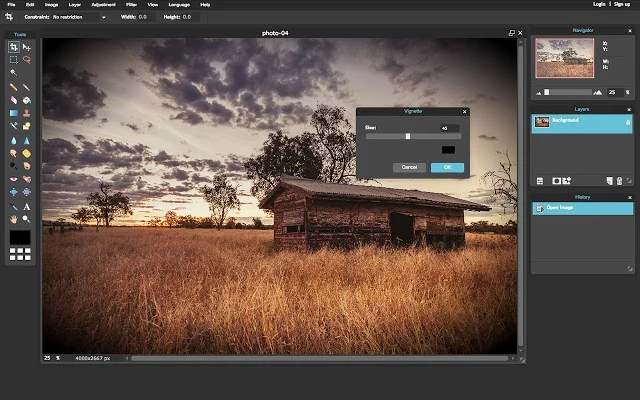 File Edit Image Layer Adjustment Filter View Language Help Login | Sign up
Constraint: No restriction Width: 0.0 Height: 0.0
Tools
photo-04
Navigator
X:
Y:
W:
H:
25 %
Vignette
Size: 45
Cancel OK
Layers
Background
History
Open Image
A
25 % 4000x2667 px